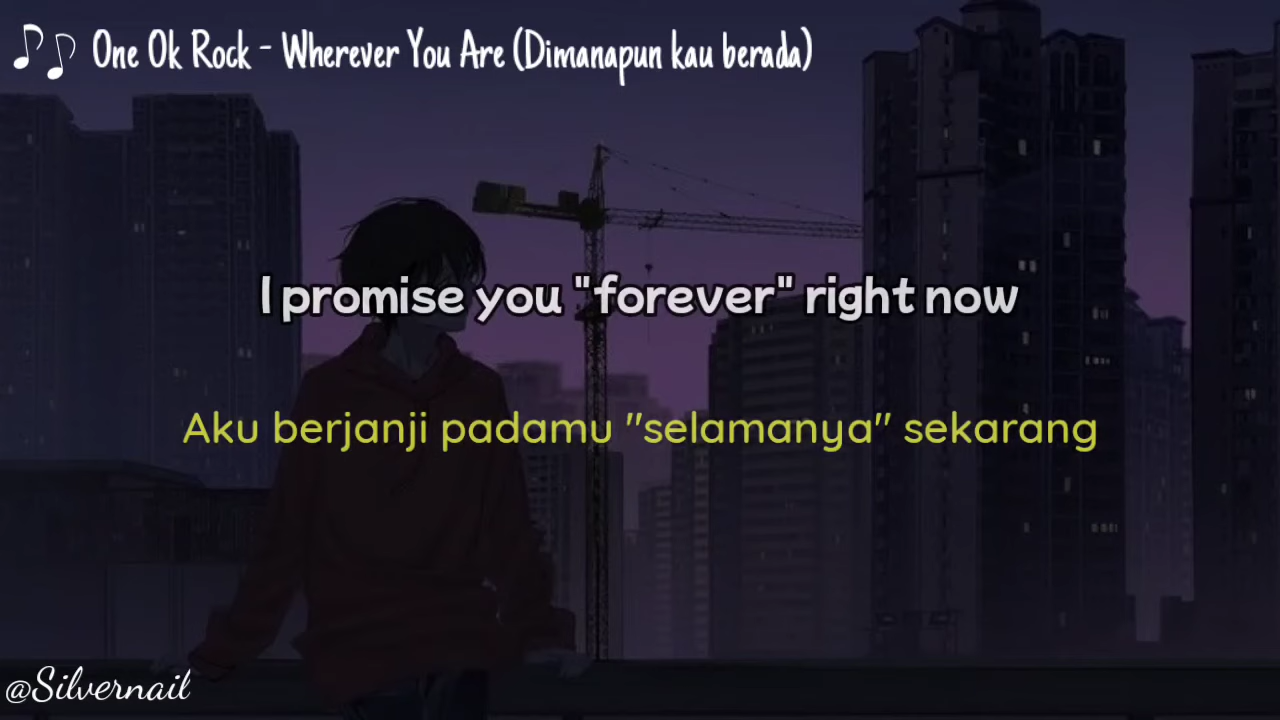 One Ok Rock - Wherever You Are (Dimanapun kau berada)
I promise you "forever" right now
Aku berjanji padamu "selamanya" sekarang
@Silvernail